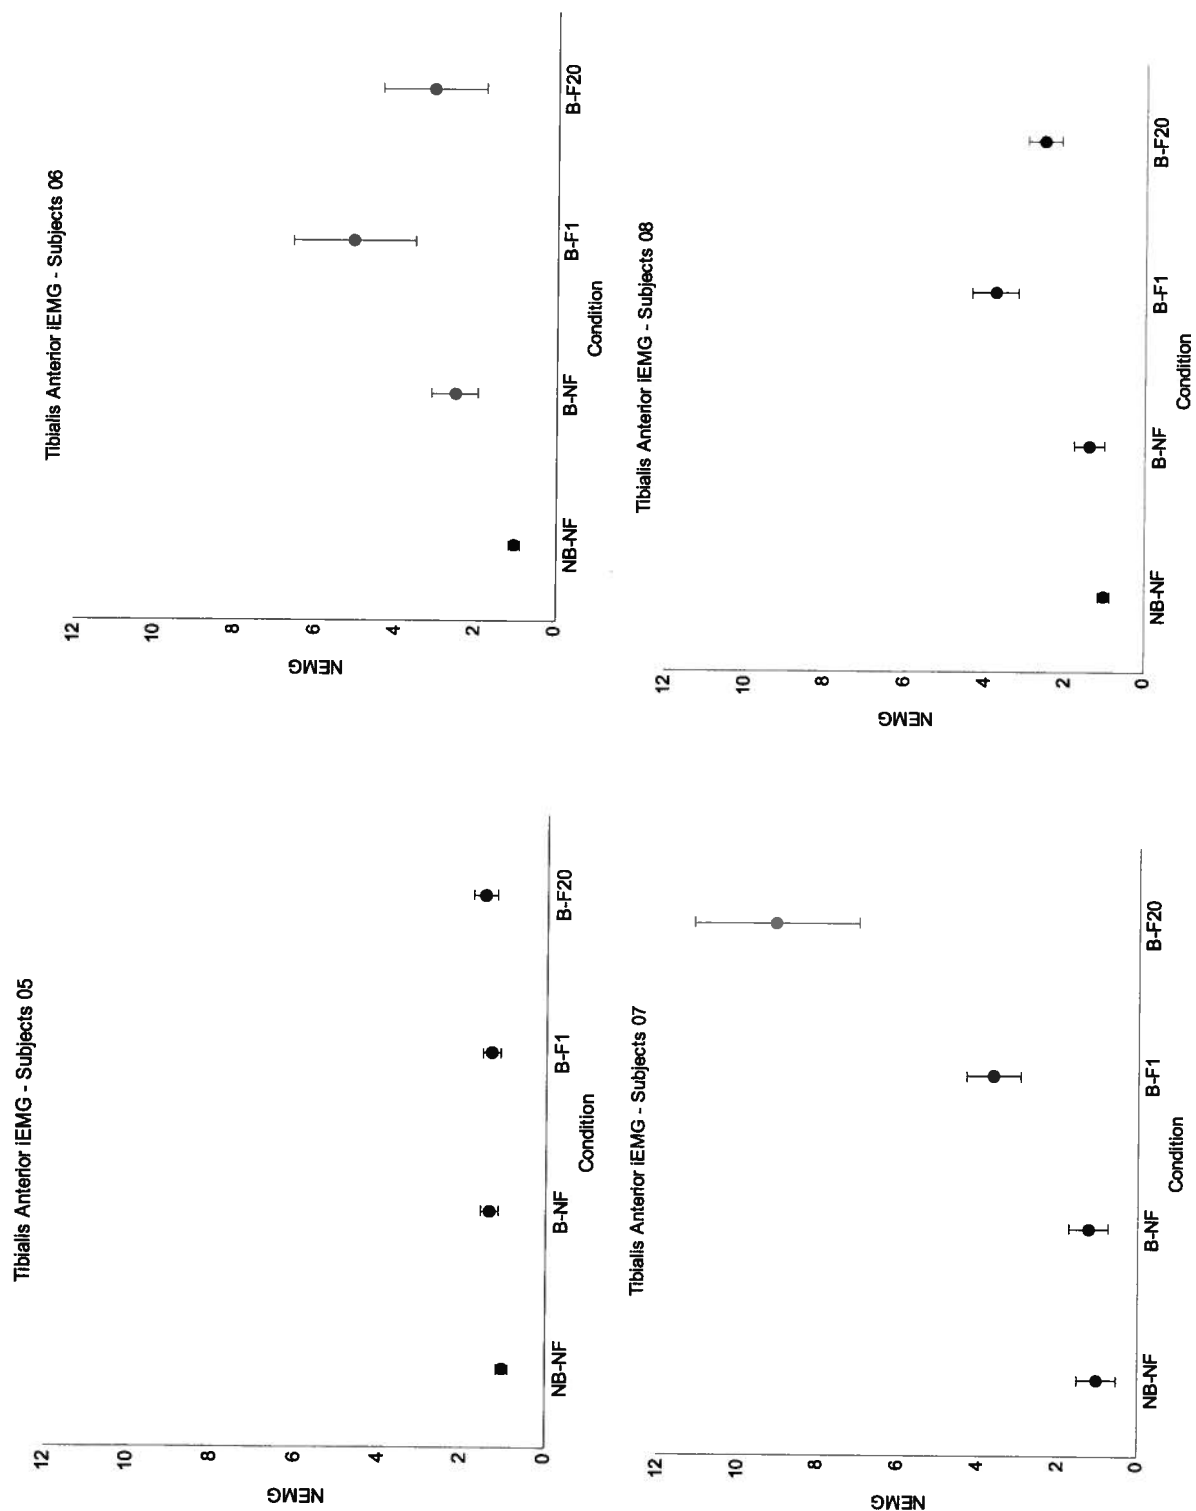 Tibialis Anterior iEMG - Subjects 05
12
10
8
6
4
2
0
NEMG
NB-NF
B-NF
B-F1
B-F20
Condition
Tibialis Anterior iEMG - Subjects 06
12
10
8
6
4
2
0
NEMG
NB-NF
B-NF
B-F1
B-F20
Condition
Tibialis Anterior iEMG - Subjects 07
12
10
8
6
4
2
0
NEMG
NB-NF
B-NF
B-F1
B-F20
Condition
Tibialis Anterior iEMG - Subjects 08
12
10
8
6
4
2
0
NEMG
NB-NF
B-NF
B-F1
B-F20
Condition